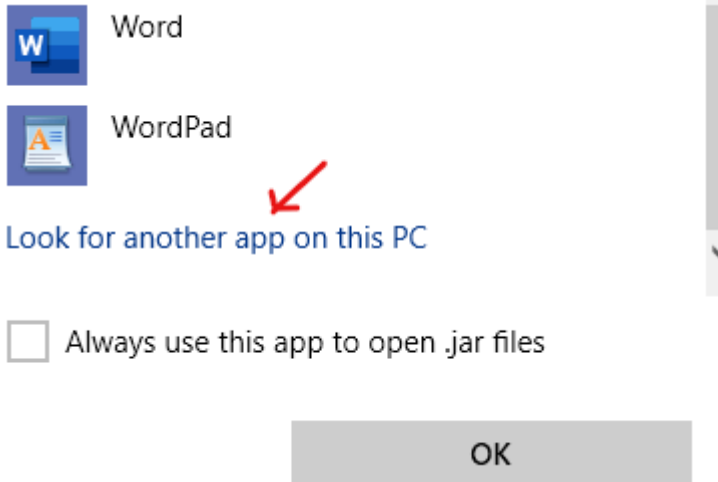 Word
WordPad
Look for another app on this PC
Always use this app to open .jar files
OK